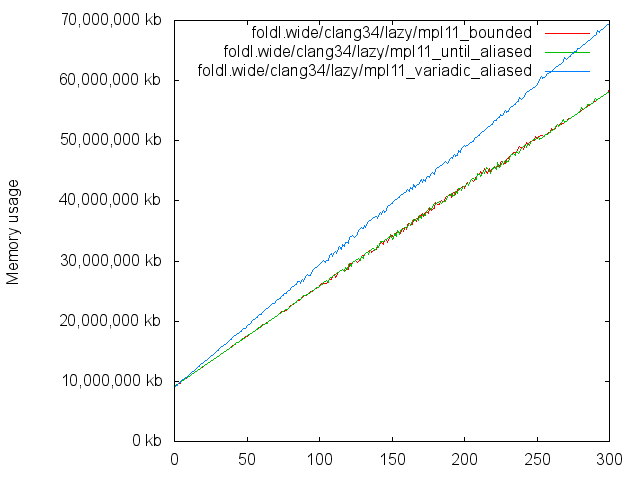 70,000,000 kb
foldl.wide/clang34/lazy/mpl11_bounded
foldl.wide/clang34/lazy/mpl11_until_aliased
foldl.wide/clang34/lazy/mpl11_variadic_aliased
60,000,000 kb
50,000,000 kb
40,000,000 kb
30,000,000 kb
20,000,000 kb
10,000,000 kb
0 kb
Memory usage
0 50 100 150 200 250 300